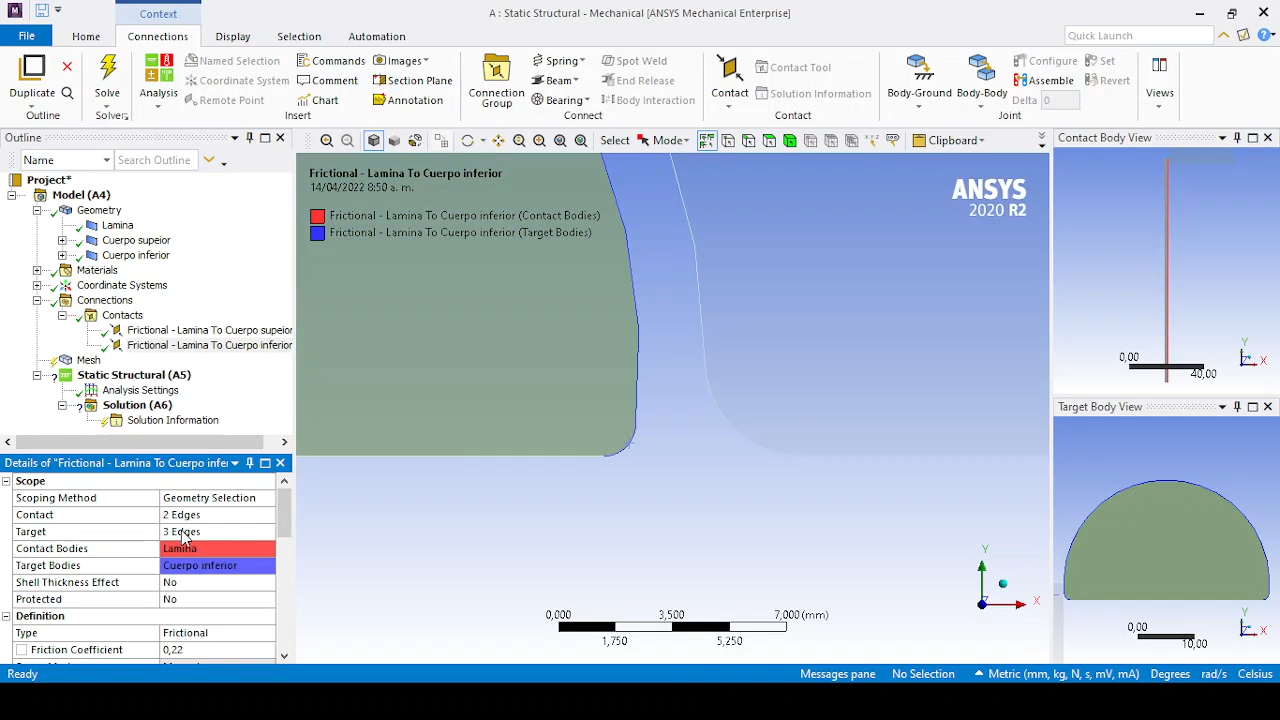 Context
A : Static Structural - Mechanical [ANSYS Mechanical Enterprise]
File Home Connections Display Selection Automation Quick Launch
Duplicate Solve Analysis Named Selection Coordinate System Remote Point Commands Comment Chart Images Section Plane Annotation
Outline Solvers Insert
Connection Group Spring Beam Bearing Spot Weld End Release Body Interaction
Connect
Contact Contact Tool Solution Information
Contact
Body-Ground Body-Body Configure Assemble Delta 0 Set Revert
Joint
Views
Outline
Name Search Outline
Select Mode Clipboard
Project*
Model (A4)
Geometry
Lamina
Cuerpo supeior
Cuerpo inferior
Materials
Coordinate Systems
Connections
Contacts
Frictional - Lamina To Cuerpo supeior
Frictional - Lamina To Cuerpo inferior
Mesh
Static Structural (A5)
Analysis Settings
Solution (A6)
Solution Information
Details of "Frictional - Lamina To Cuerpo infe
Scope
Scoping Method Geometry Selection
Contact 2 Edges
Target 3 Edges
Contact Bodies Lamina
Target Bodies Cuerpo inferior
Shell Thickness Effect No
Protected No
Definition
Type Frictional
Friction Coefficient 0,22
Frictional - Lamina To Cuerpo inferior
14/04/2022 8:50 a. m.
Frictional - Lamina To Cuerpo inferior (Contact Bodies)
Frictional - Lamina To Cuerpo inferior (Target Bodies)
ANSYS
2020 R2
Y
X
0,000 3,500 7,000 (mm)
1,750 5,250
Contact Body View
0,00
40,00
Y
X
Target Body View
0,00
10,00
Y
X
Ready Messages pane No Selection Metric (mm, kg, N, s, mV, mA) Degrees rad/s Celsius